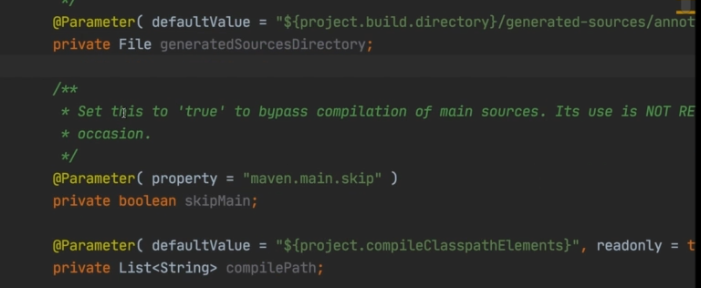 */
@Parameter( defaultValue = "${project.build.directory}/generated-sources/annot
private File generatedSourcesDirectory;
/**
* Set this to 'true' to bypass compilation of main sources. Its use is NOT RE
* occasion.
*/
@Parameter( property = "maven.main.skip" )
private boolean skipMain;
@Parameter( defaultValue = "${project.compileClasspathElements}", readonly = t
private List<String> compilePath;